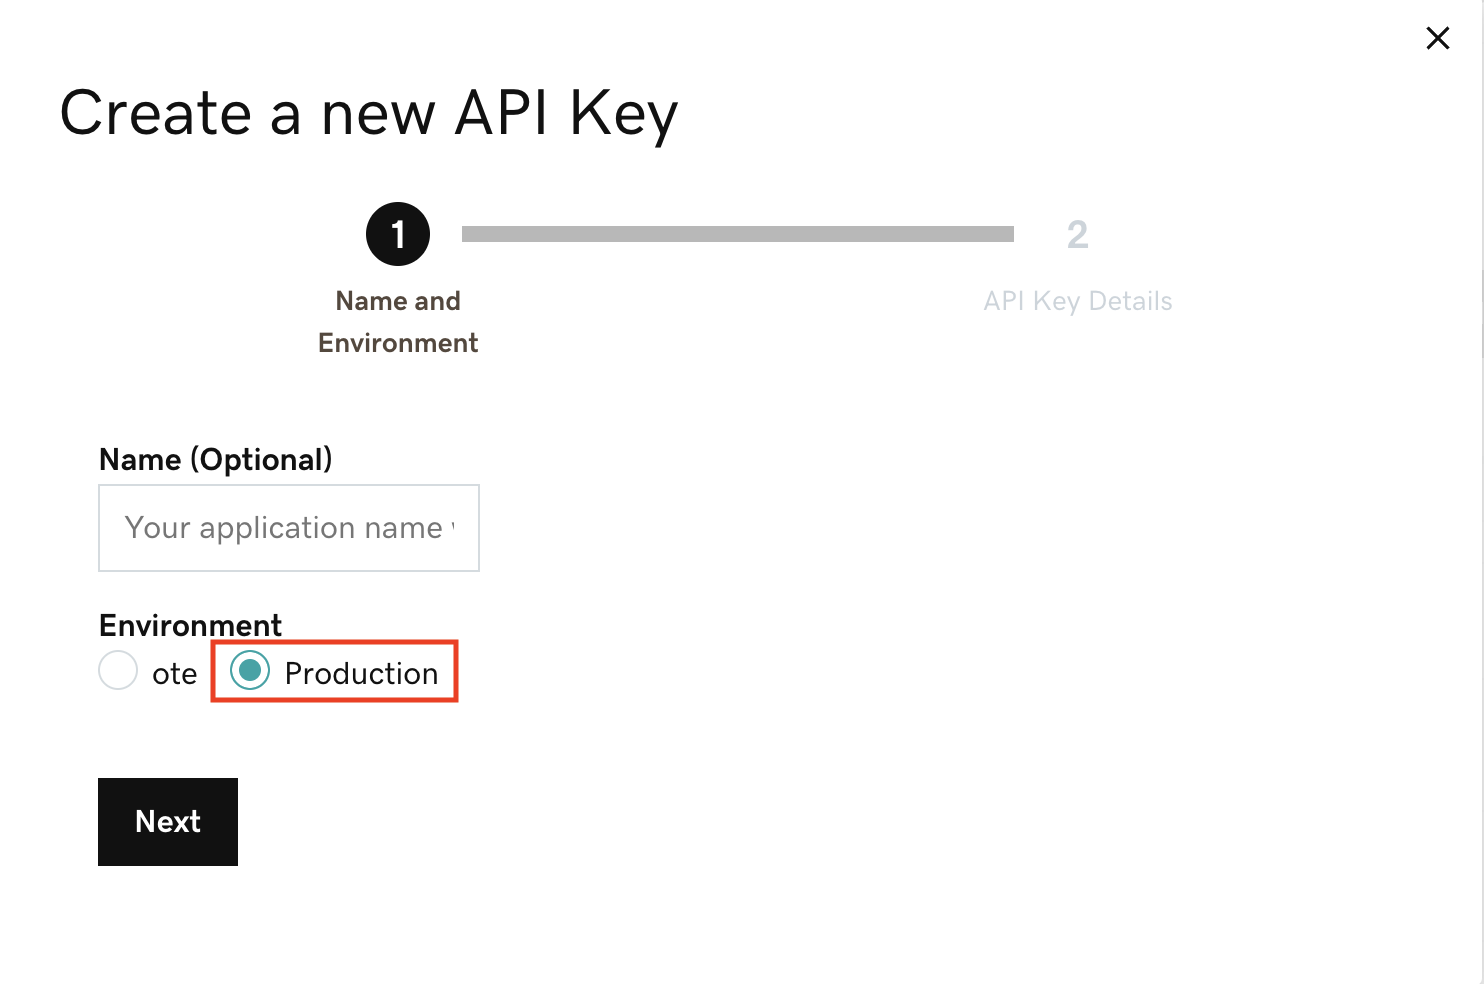 Create a new API Key
1
2
Name and
Environment
API Key Details
Name (Optional)
Your application name
Environment
ote
Production
Next